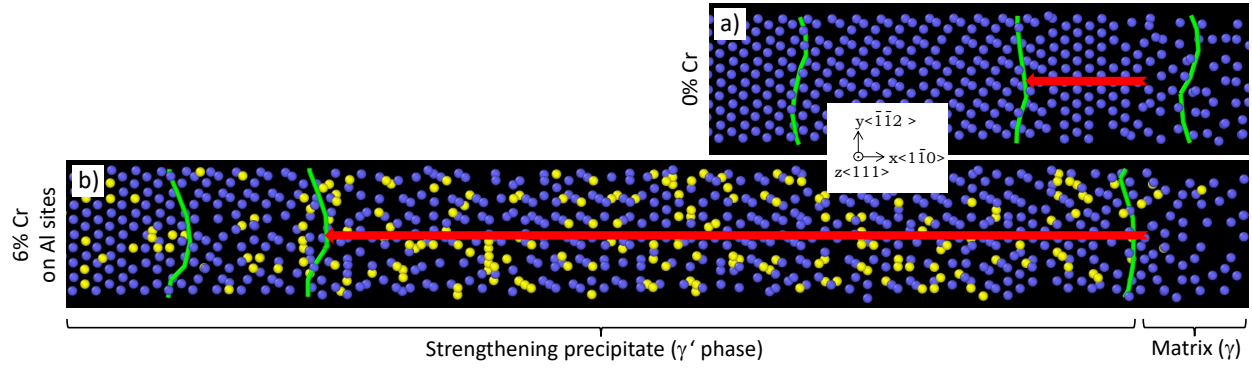 a)
0% Cr
y<1̄1̄2 >
x<11̄0>
z<111>
b)
6% Cr
on Al sites
Strengthening precipitate (γ‘ phase)
Matrix (γ)